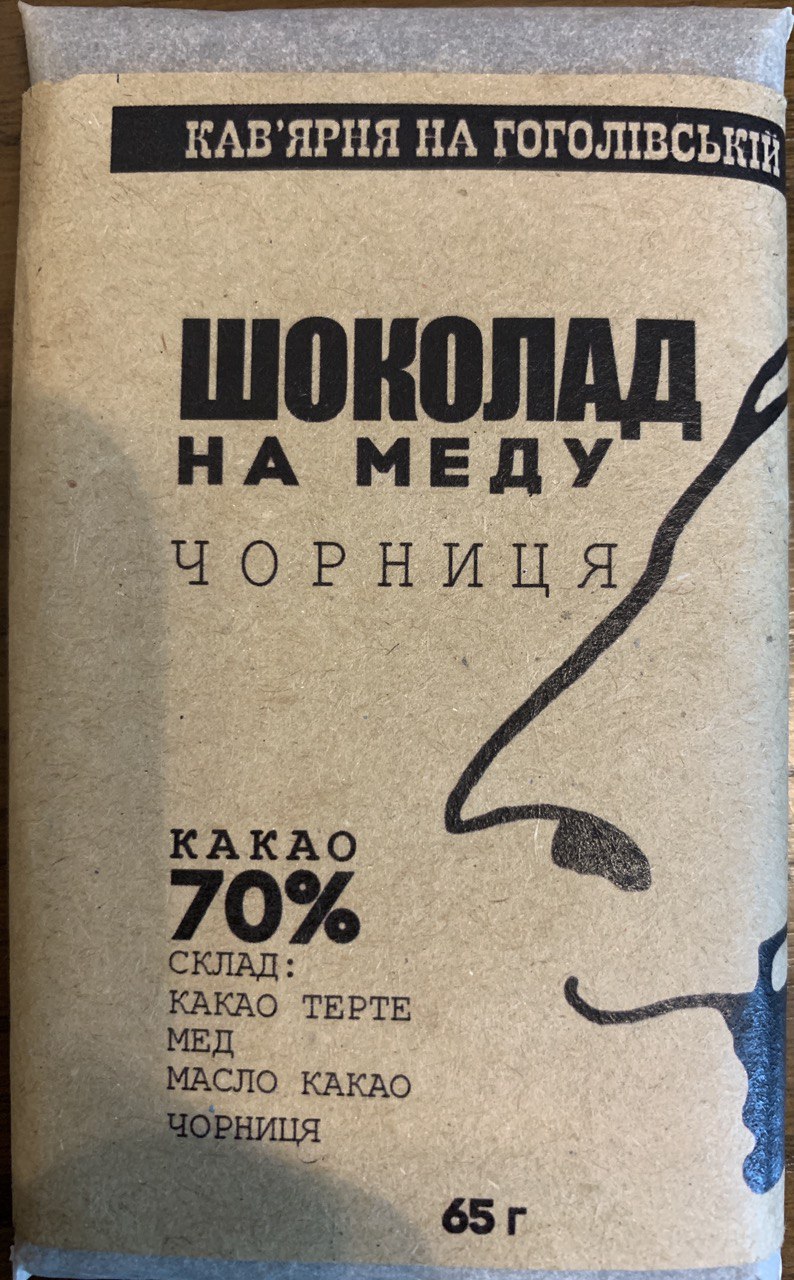 КАВ'ЯРНЯ НА ГОГОЛІВСЬКІЙ
ШОКОЛАД
НА МЕДУ
ЧОРНИЦЯ
КАКАО
70%
СКЛАД:
КАКАО ТЕРТЕ
МЕД
МАСЛО КАКАО
ЧОРНИЦЯ
65 г